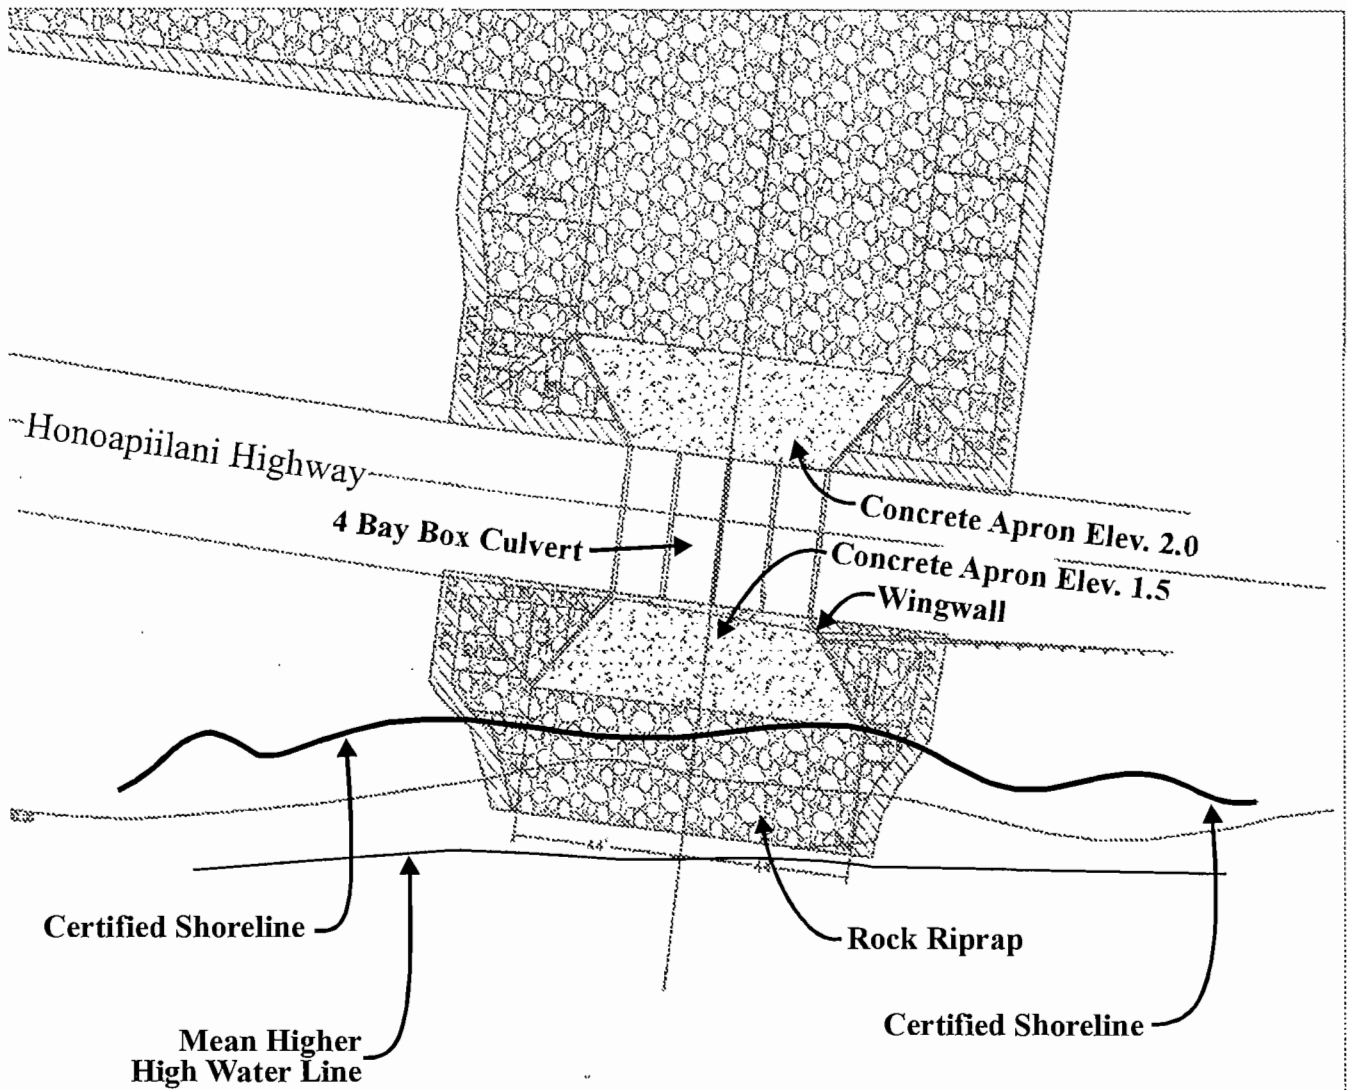 Honoapiilani Highway
4 Bay Box Culvert
Concrete Apron Elev. 2.0
Concrete Apron Elev. 1.5
Wingwall
44'
Certified Shoreline
Rock Riprap
Certified Shoreline
Mean Higher
High Water Line